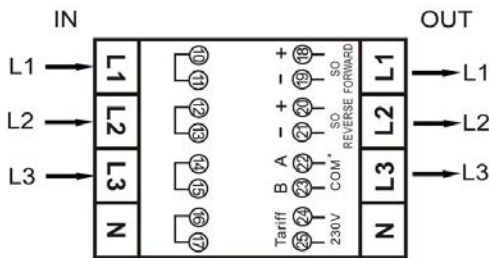 IN
OUT
L1
L2
L3
L1
L2
L3
N
10
11
12
13
14
15
16
17
+ 18
- 19
SO FORWARD
+ 20
- 21
SO REVERSE
A 22
B 23
COM*
Tariff
24
25
230V
L1
L2
L3
N
L1
L2
L3